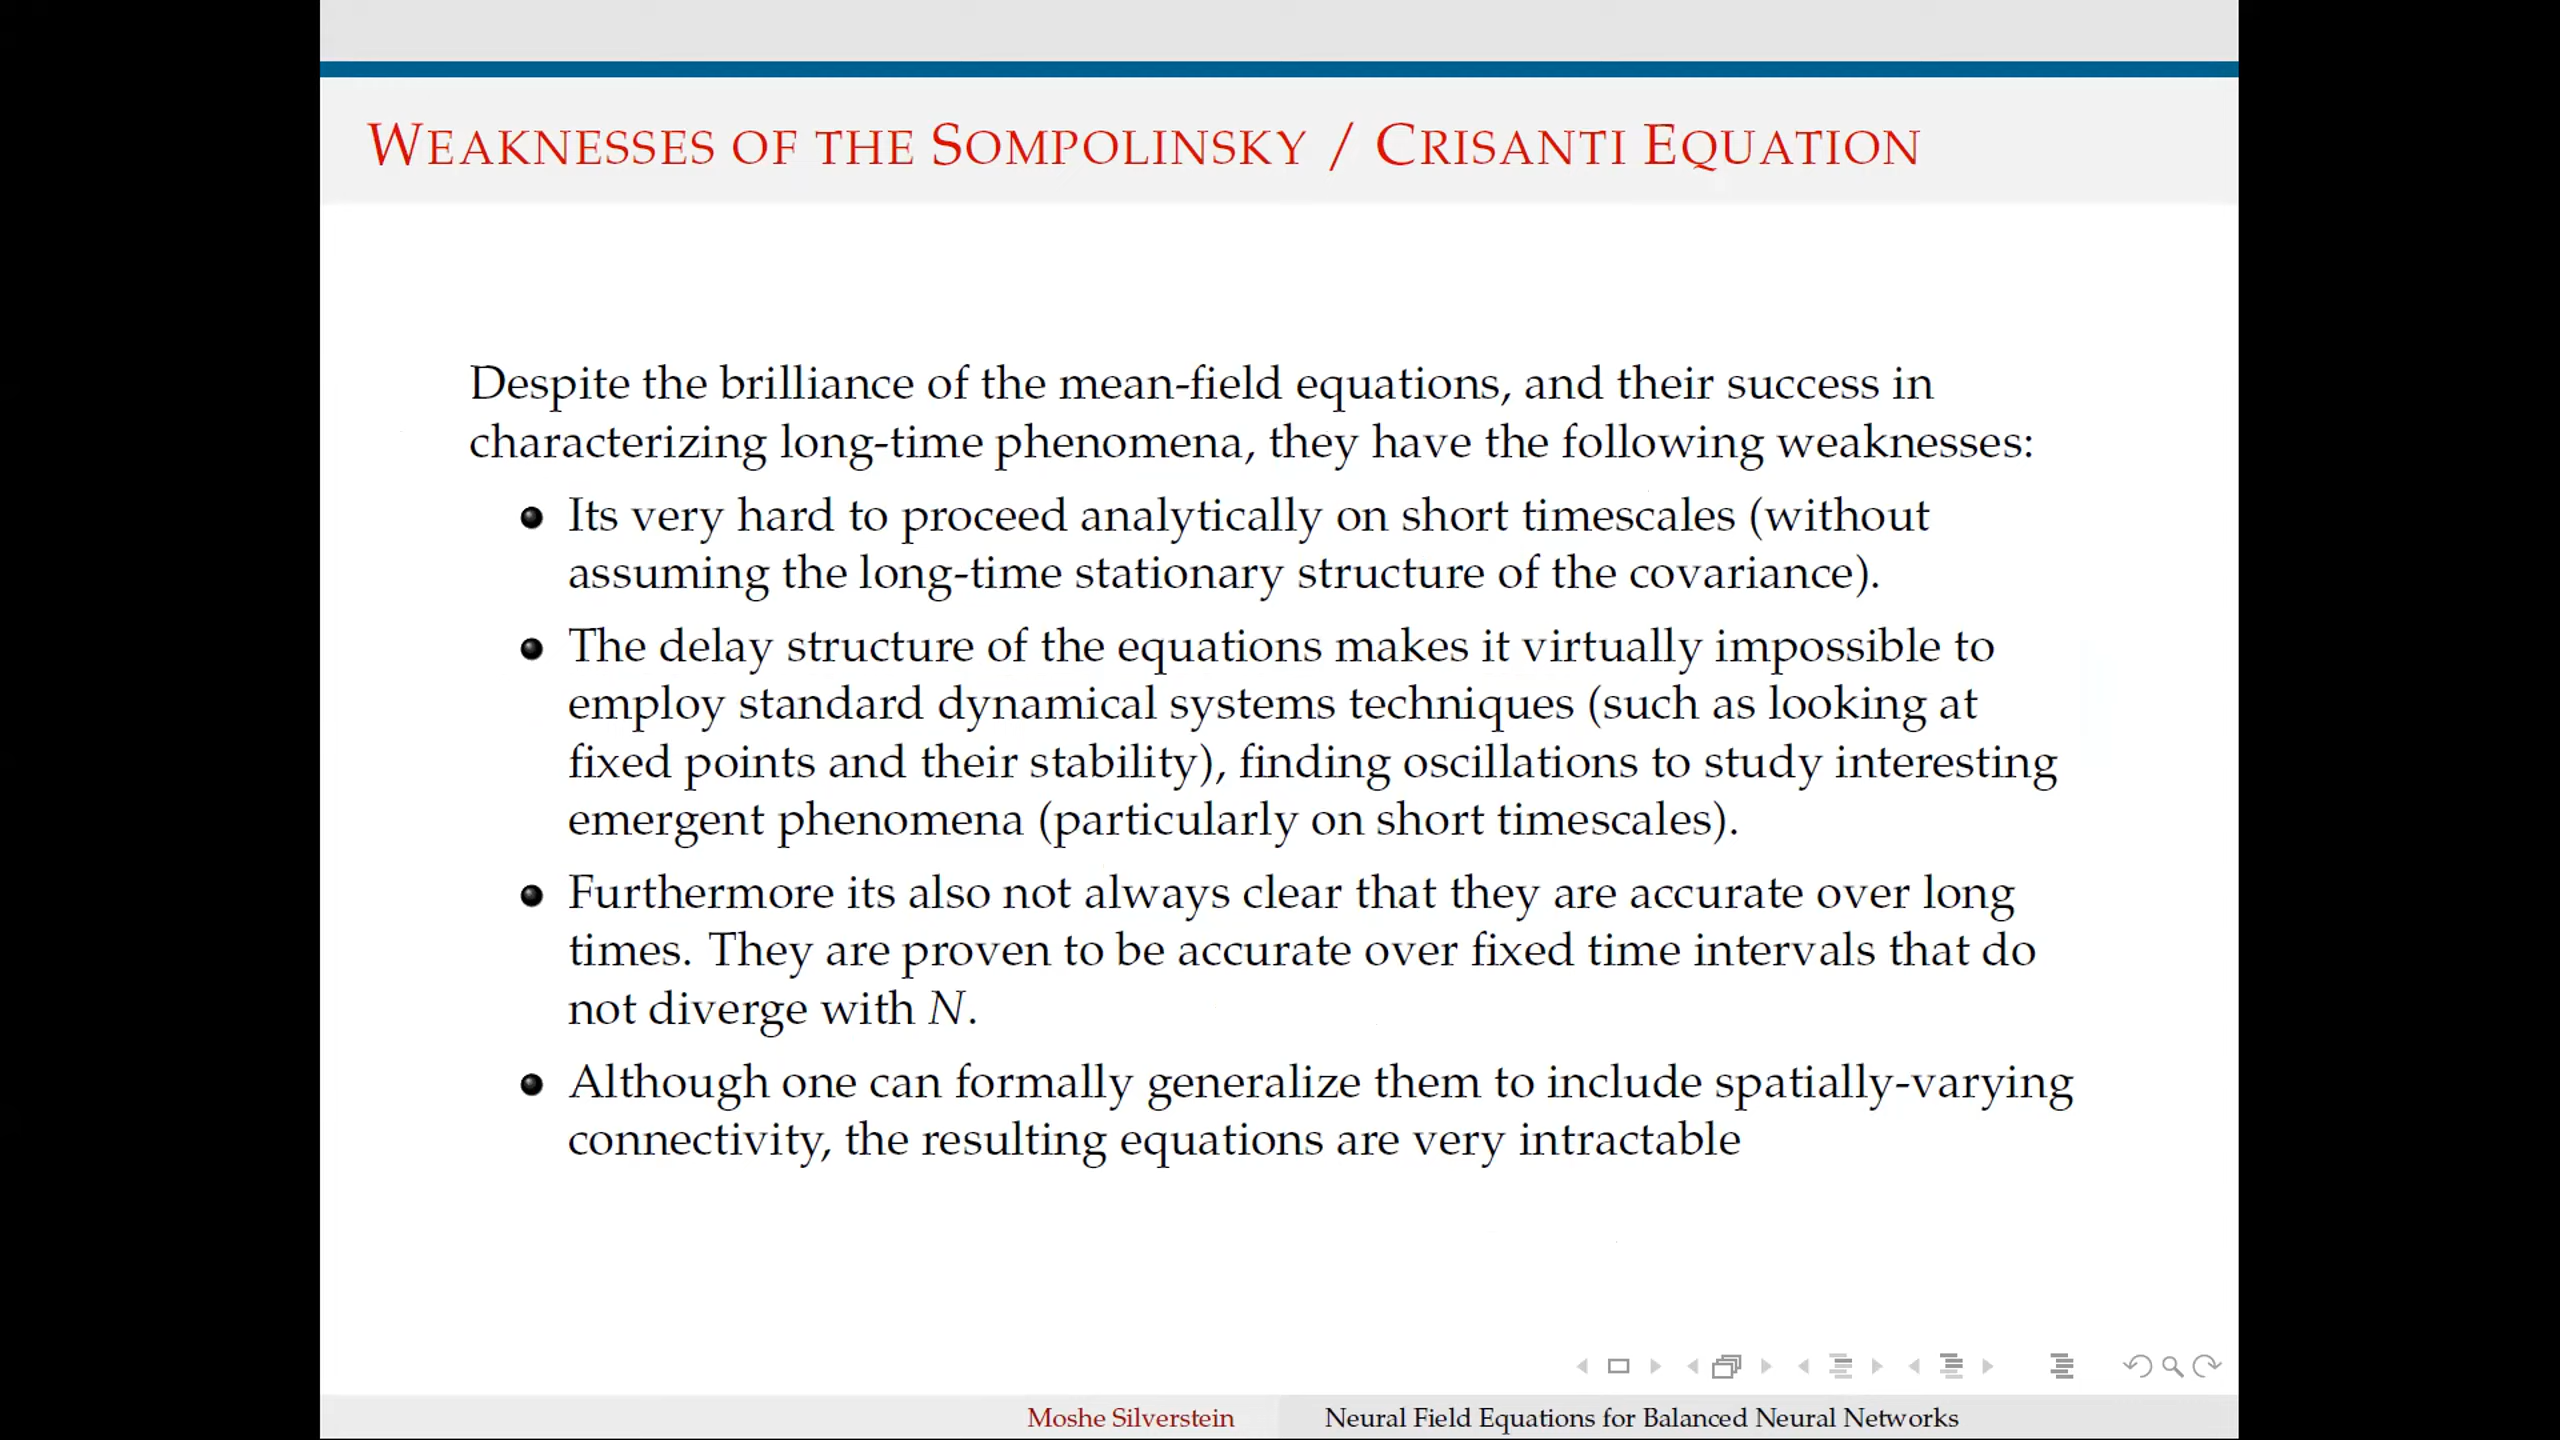 WEAKNESSES OF THE SOMPOLINSKY / CRISANTI EQUATION
Despite the brilliance of the mean-field equations, and their success in
characterizing long-time phenomena, they have the following weaknesses:
● Its very hard to proceed analytically on short timescales (without
assuming the long-time stationary structure of the covariance).
● The delay structure of the equations makes it virtually impossible to
employ standard dynamical systems techniques (such as looking at
fixed points and their stability), finding oscillations to study interesting
emergent phenomena (particularly on short timescales).
● Furthermore its also not always clear that they are accurate over long
times. They are proven to be accurate over fixed time intervals that do
not diverge with N.
● Although one can formally generalize them to include spatially-varying
connectivity, the resulting equations are very intractable
Moshe Silverstein Neural Field Equations for Balanced Neural Networks